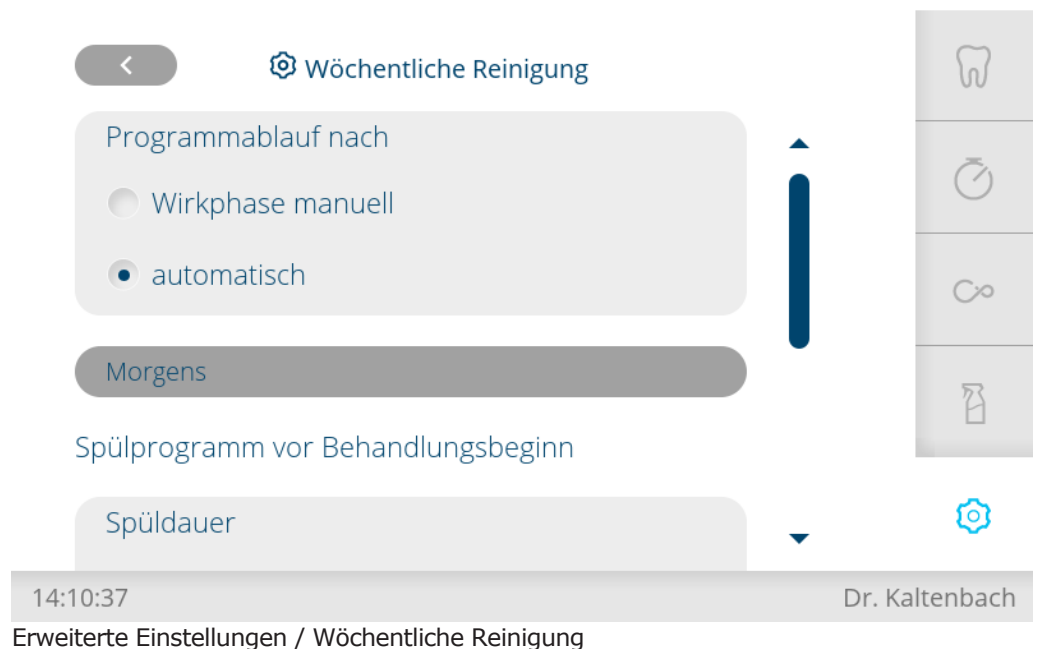 Wöchentliche Reinigung
Programmablauf nach
Wirkphase manuell
automatisch
Morgens
Spülprogramm vor Behandlungsbeginn
Spüldauer
14:10:37 Dr. Kaltenbach
Erweiterte Einstellungen / Wöchentliche Reinigung